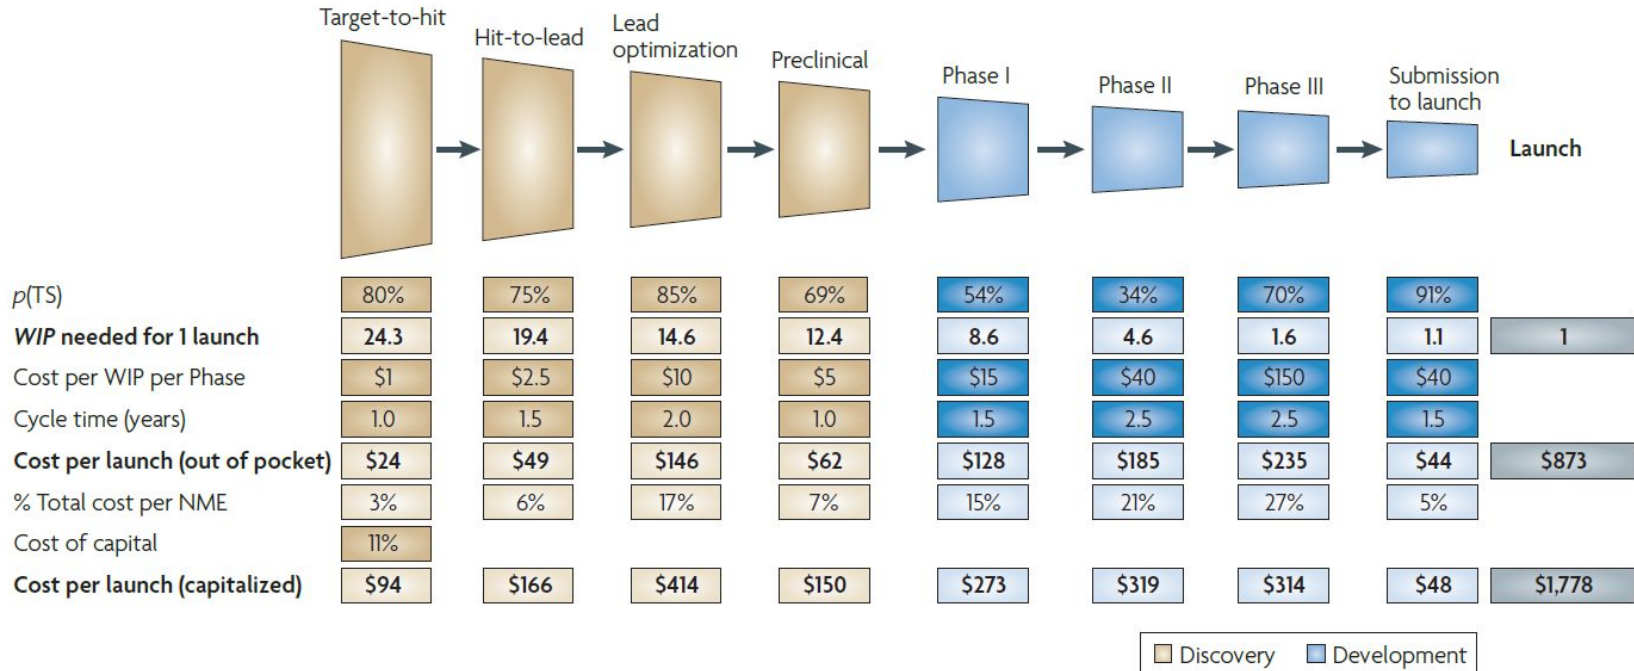 Target-to-hit
Hit-to-lead
Lead
optimization
Preclinical
Phase I
Phase II
Phase III
Submission
to launch
Launch
p(TS) 80% 75% 85% 69% 54% 34% 70% 91%
WIP needed for 1 launch 24.3 19.4 14.6 12.4 8.6 4.6 1.6 1.1 1
Cost per WIP per Phase $1 $2.5 $10 $5 $15 $40 $150 $40
Cycle time (years) 1.0 1.5 2.0 1.0 1.5 2.5 2.5 1.5
Cost per launch (out of pocket) $24 $49 $146 $62 $128 $185 $235 $44 $873
% Total cost per NME 3% 6% 17% 7% 15% 21% 27% 5%
Cost of capital 11%
Cost per launch (capitalized) $94 $166 $414 $150 $273 $319 $314 $48 $1,778
Discovery Development